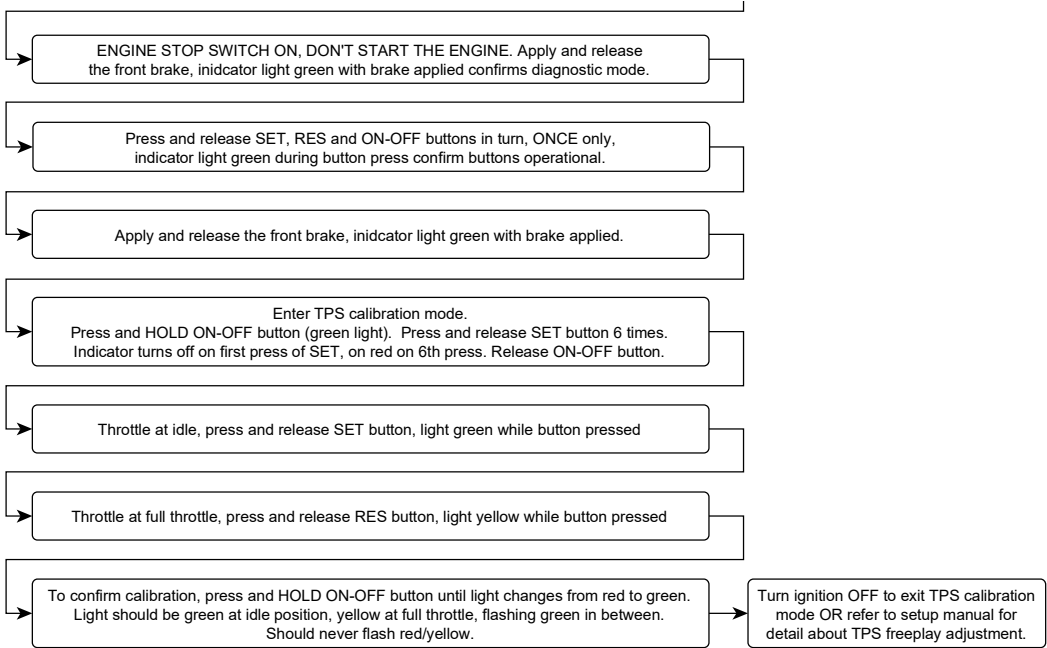 ENGINE STOP SWITCH ON, DON'T START THE ENGINE. Apply and release
the front brake, inidcator light green with brake applied confirms diagnostic mode.
Press and release SET, RES and ON-OFF buttons in turn, ONCE only,
indicator light green during button press confirm buttons operational.
Apply and release the front brake, inidcator light green with brake applied.
Enter TPS calibration mode.
Press and HOLD ON-OFF button (green light).  Press and release SET button 6 times.
Indicator turns off on first press of SET, on red on 6th press. Release ON-OFF button.
Throttle at idle, press and release SET button, light green while button pressed
Throttle at full throttle, press and release RES button, light yellow while button pressed
To confirm calibration, press and HOLD ON-OFF button until light changes from red to green.
Light should be green at idle position, yellow at full throttle, flashing green in between.
Should never flash red/yellow.
Turn ignition OFF to exit TPS calibration
mode OR refer to setup manual for
detail about TPS freeplay adjustment.